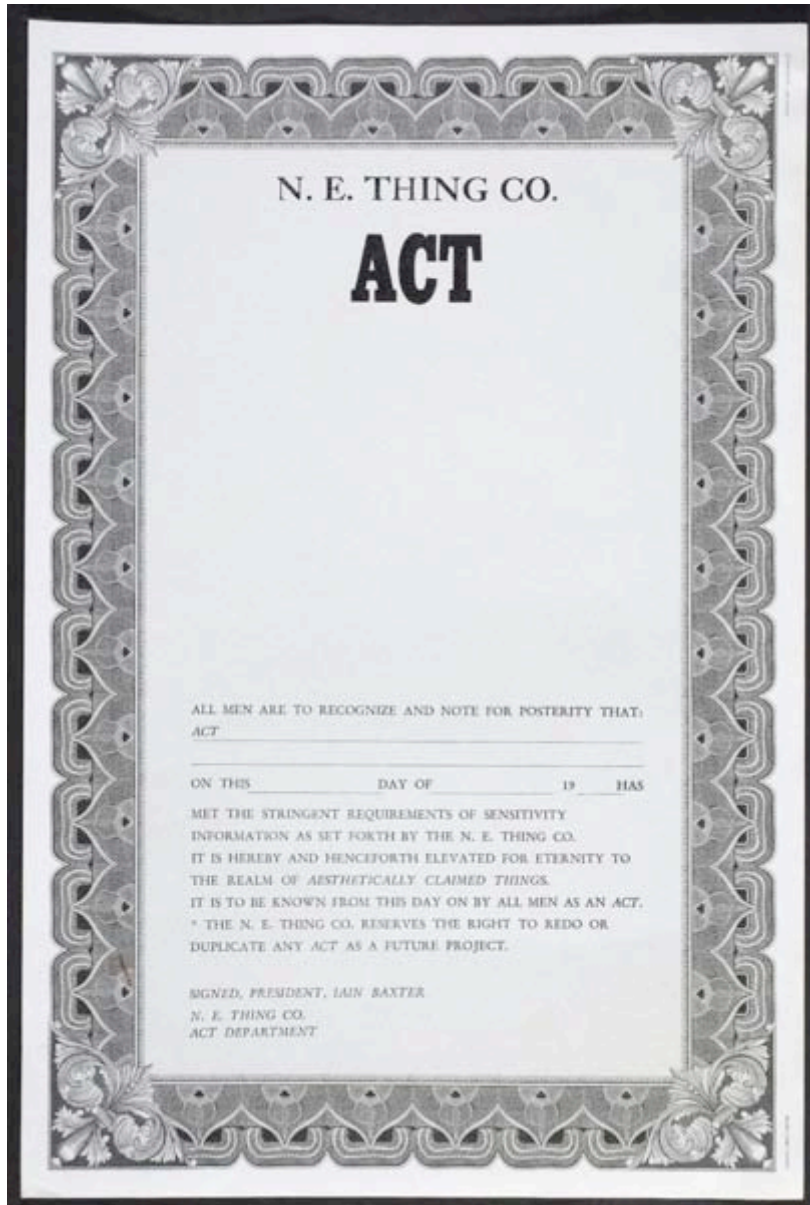 N. E. THING CO.
ACT
ALL MEN ARE TO RECOGNIZE AND NOTE FOR POSTERITY THAT:
ACT
ON THIS DAY OF 19 HAS
MET THE STRINGENT REQUIREMENTS OF SENSITIVITY
INFORMATION AS SET FORTH BY THE N. E. THING CO.
IT IS HEREBY AND HENCEFORTH ELEVATED FOR ETERNITY TO
THE REALM OF AESTHETICALLY CLAIMED THINGS.
IT IS TO BE KNOWN FROM THIS DAY ON BY ALL MEN AS AN ACT.
* THE N. E. THING CO. RESERVES THE RIGHT TO REDO OR
DUPLICATE ANY ACT AS A FUTURE PROJECT.
SIGNED, PRESIDENT, IAIN BAXTER
N. E. THING CO.
ACT DEPARTMENT